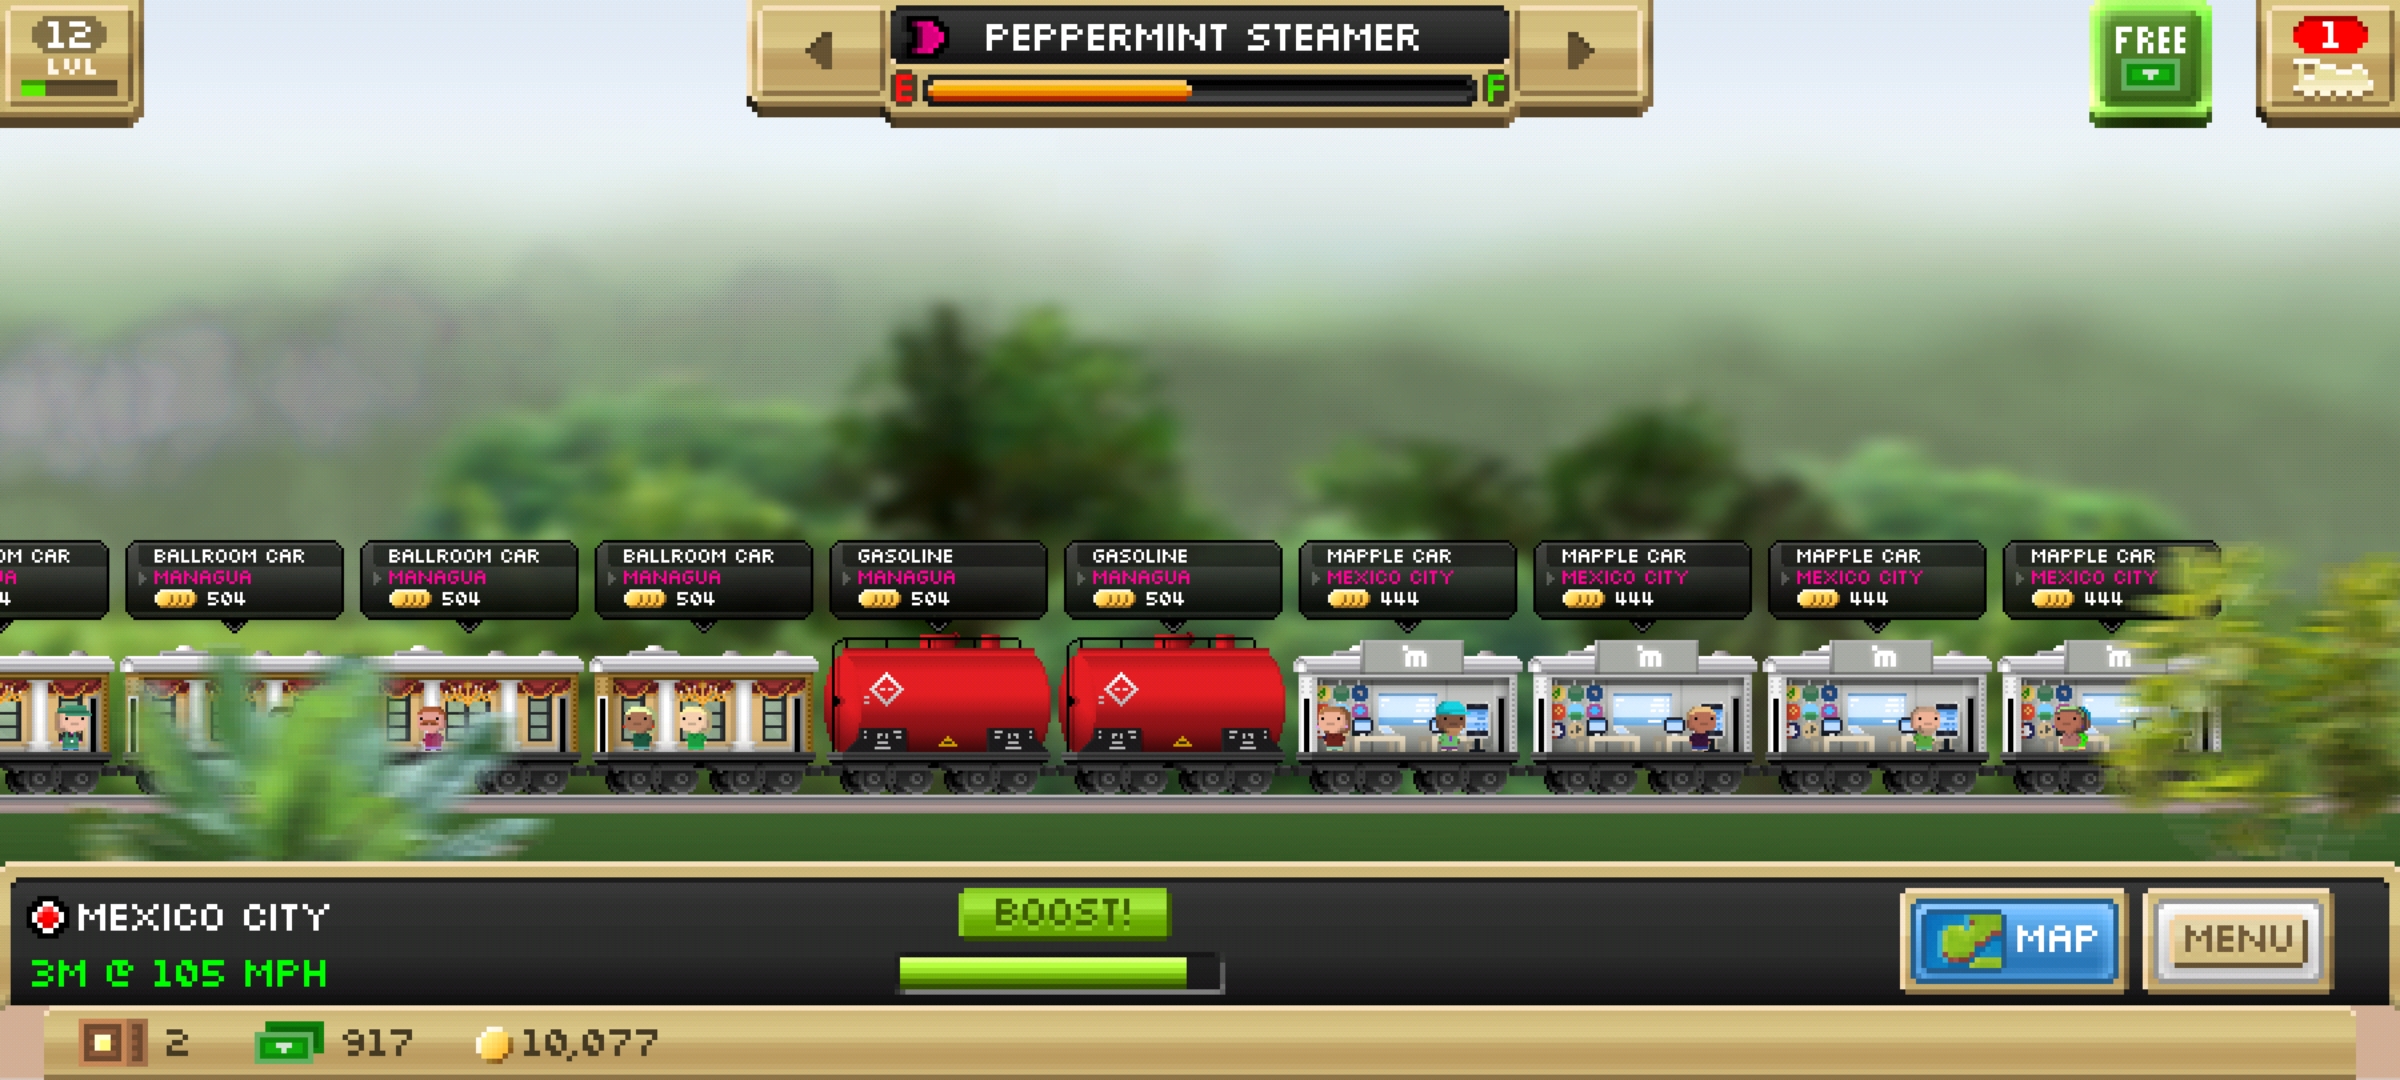 12
LVL
PEPPERMINT STEAMER
E
F
FREE
1
OM CAR
BALLROOM CAR
MANAGUA
504
BALLROOM CAR
MANAGUA
504
BALLROOM CAR
MANAGUA
504
GASOLINE
MANAGUA
504
GASOLINE
MANAGUA
504
MAPPLE CAR
MEXICO CITY
444
MAPPLE CAR
MEXICO CITY
444
MAPPLE CAR
MEXICO CITY
444
MAPPLE CAR
MEXICO CITY
444
m
m
m
m
MEXICO CITY
3M @ 105 MPH
BOOST!
MAP
MENU
2
917
10,077